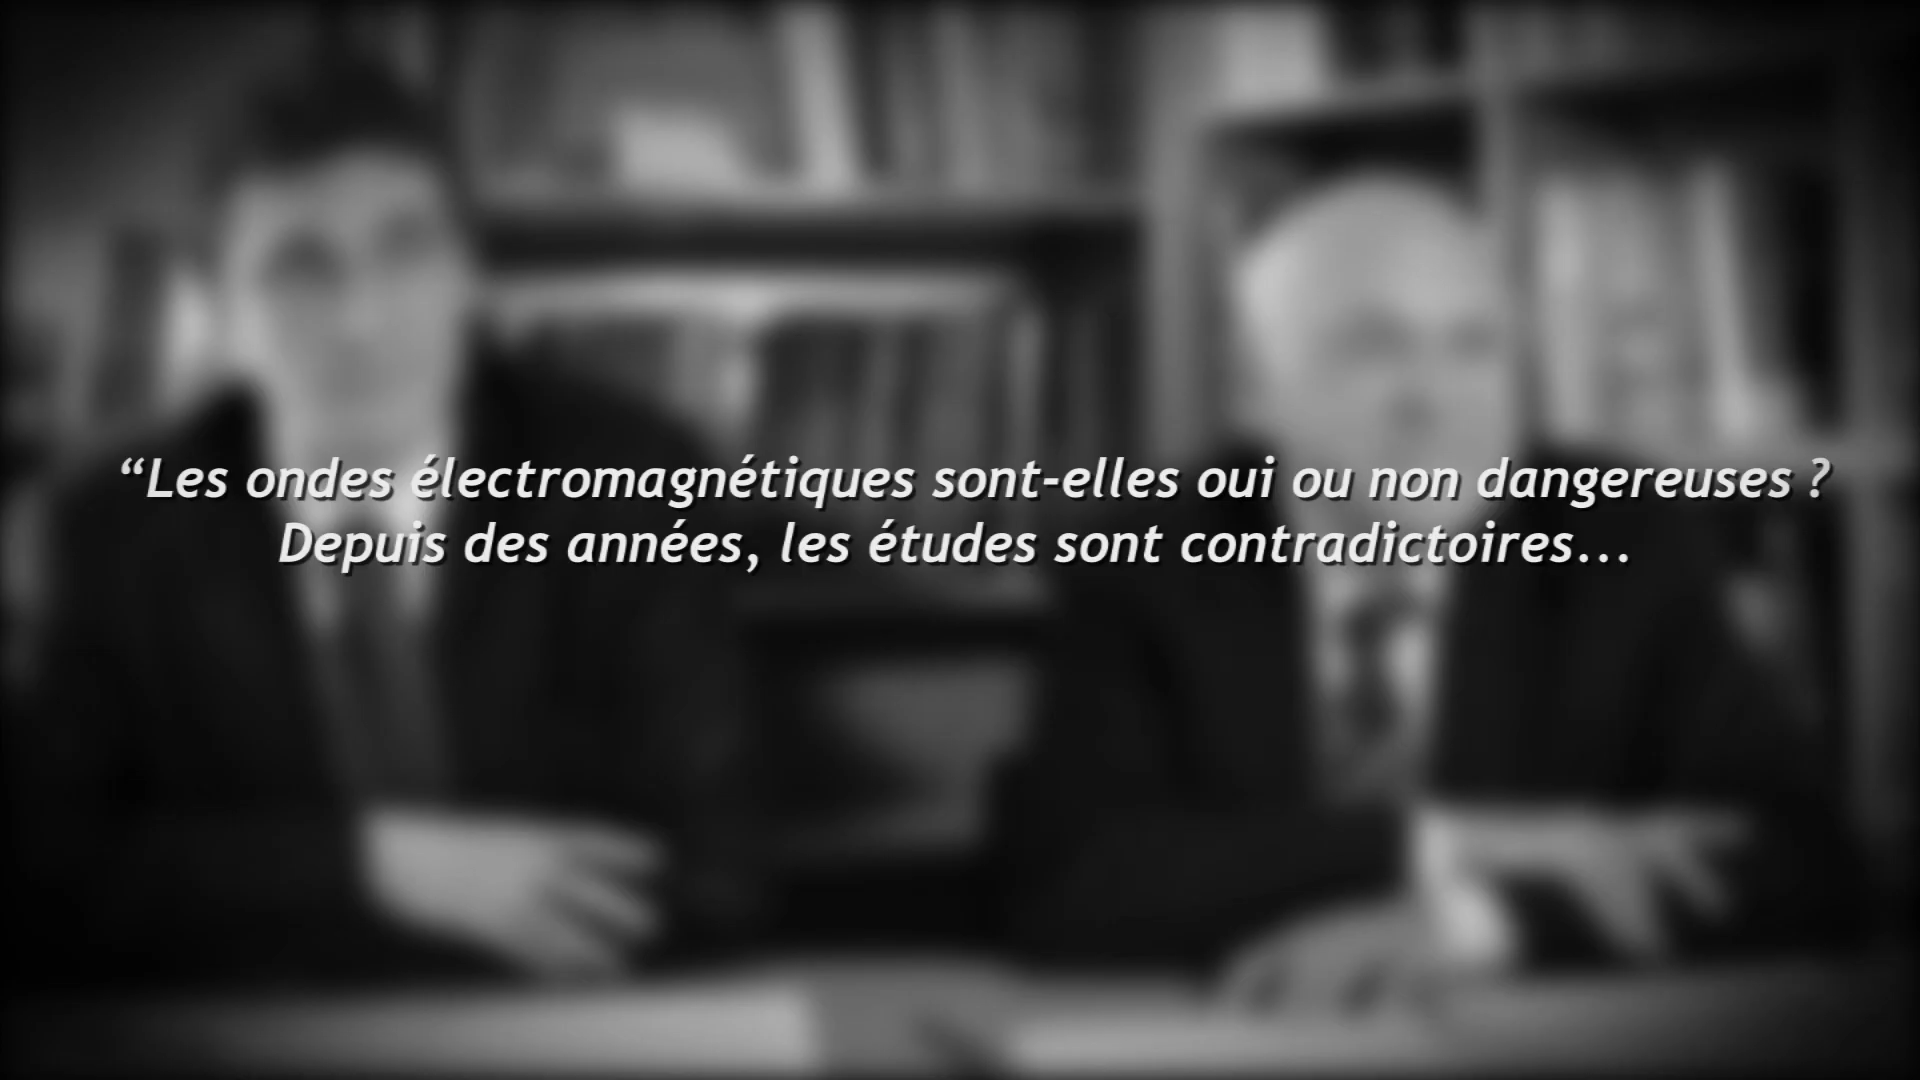 “Les ondes électromagnétiques sont-elles oui ou non dangereuses ?
Depuis des années, les études sont contradictoires...